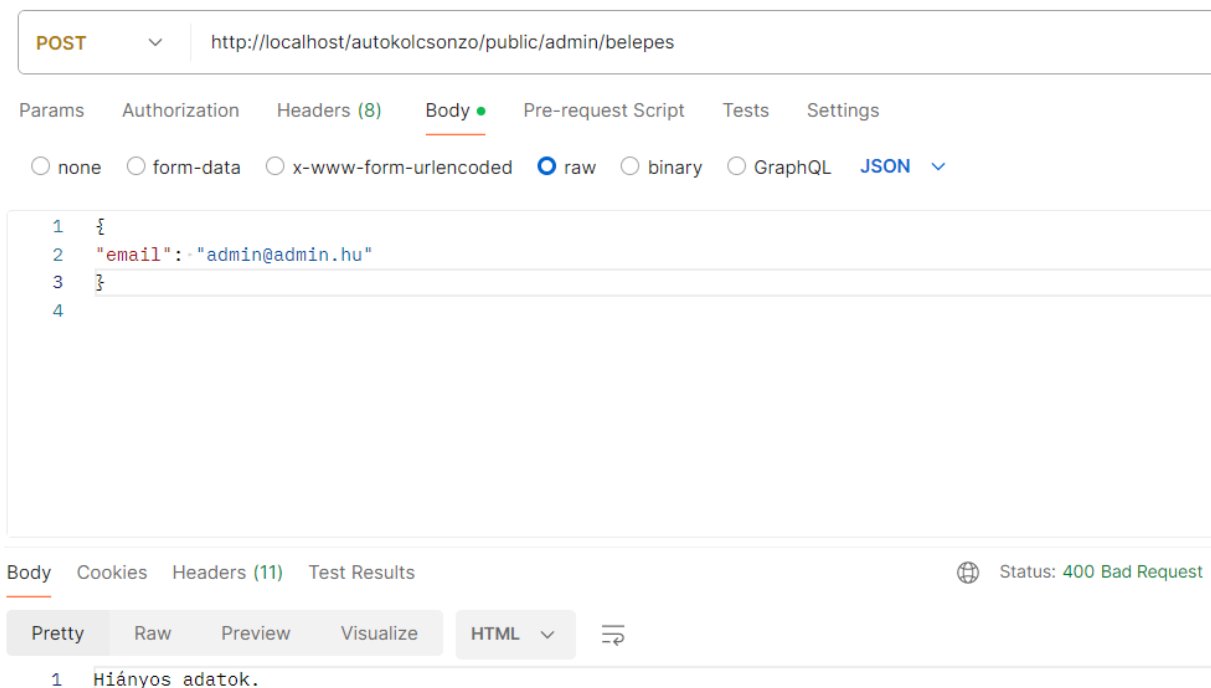 POST http://localhost/autokolcsonzo/public/admin/belepes
Params Authorization Headers (8) Body Pre-request Script Tests Settings
none form-data x-www-form-urlencoded raw binary GraphQL JSON
1 {
2 "email": "admin@admin.hu"
3 }
4
Body Cookies Headers (11) Test Results Status: 400 Bad Request
Pretty Raw Preview Visualize HTML
1 Hiányos adatok.